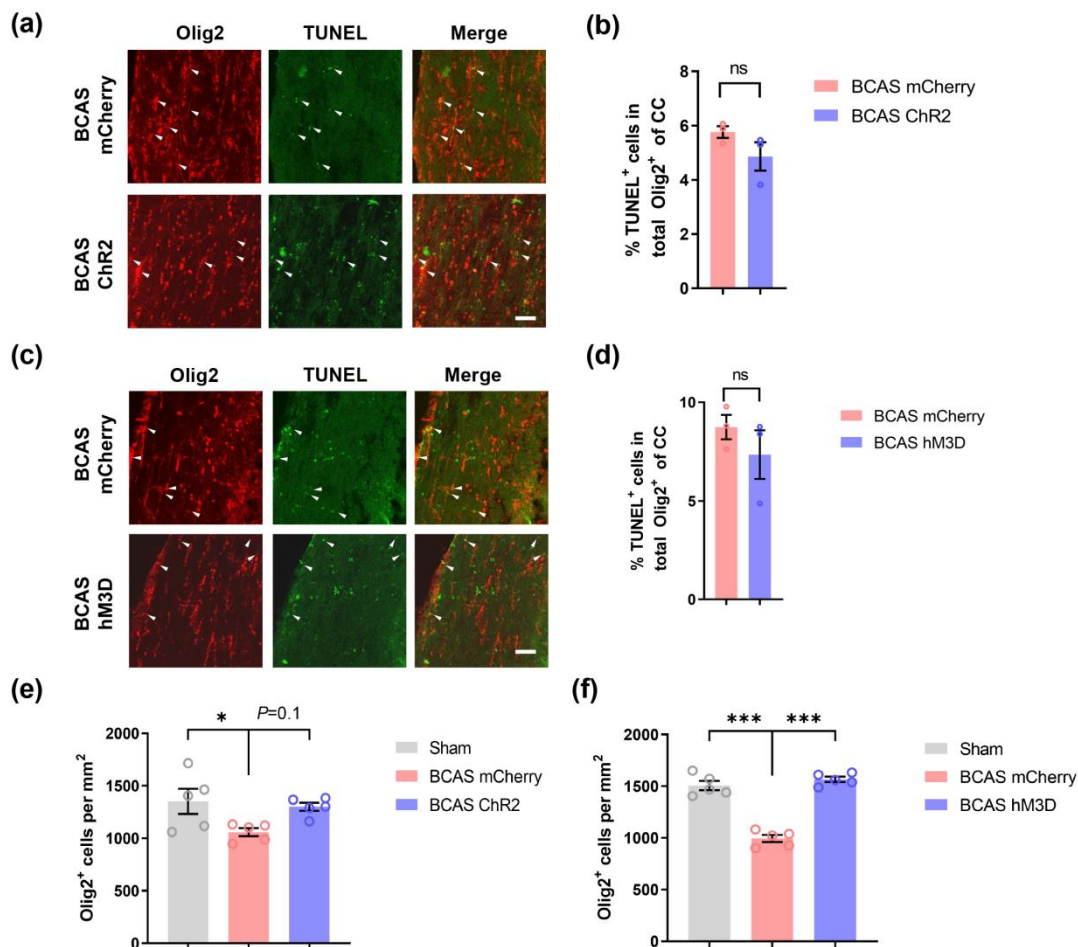 (a)
Olig2 TUNEL Merge
BCAS
mCherry
BCAS
ChR2
(b)
% TUNEL⁺ cells in
total Olig2⁺ of CC
8
6
4
2
0
ns
BCAS mCherry
BCAS ChR2
(c)
Olig2 TUNEL Merge
BCAS
mCherry
BCAS
hM3D
(d)
% TUNEL⁺ cells in
total Olig2⁺ of CC
10
5
0
ns
BCAS mCherry
BCAS hM3D
(e)
Olig2⁺ cells per mm²
2000
1500
1000
500
0
* P=0.1
Sham
BCAS mCherry
BCAS ChR2
(f)
Olig2⁺ cells per mm²
2000
1500
1000
500
0
*** ***
Sham
BCAS mCherry
BCAS hM3D